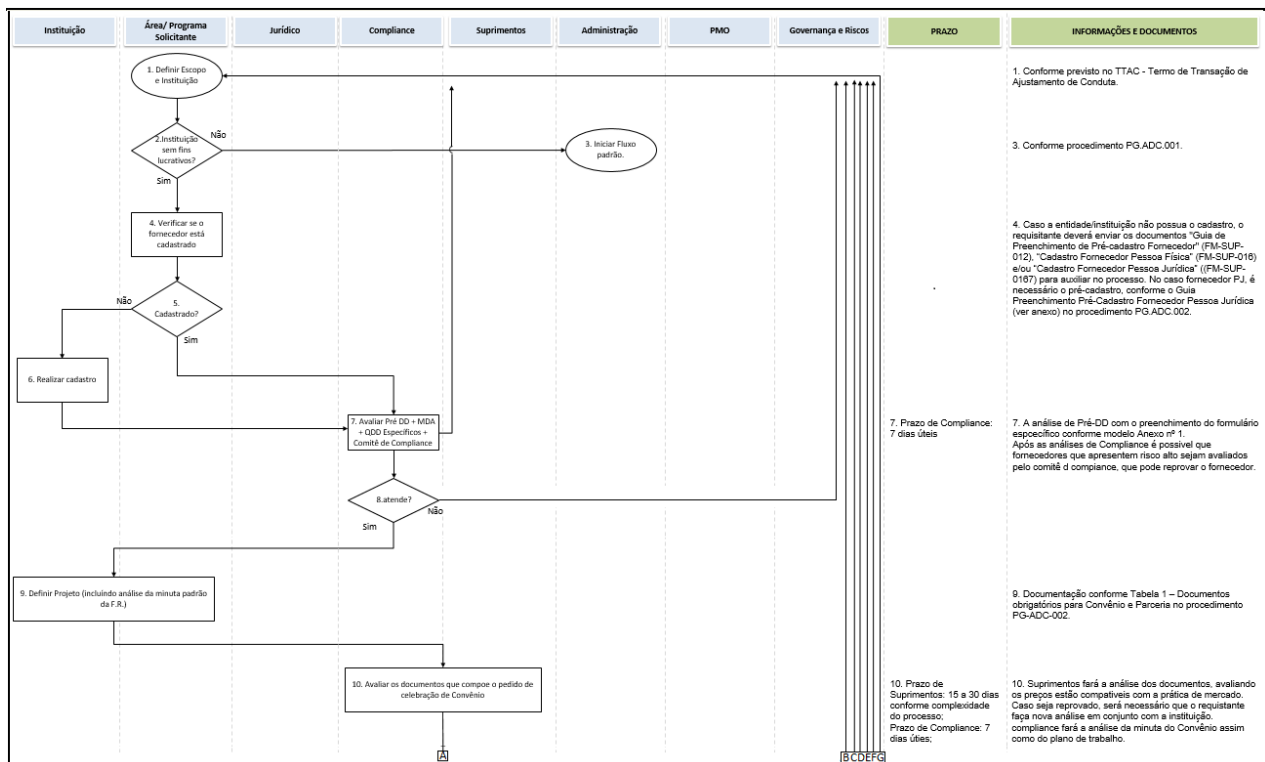 Instituição
Área/ Programa
Solicitante
Jurídico
Compliance
Suprimentos
Administração
PMO
Governança e Riscos
PRAZO
INFORMAÇÕES E DOCUMENTOS
1. Definir Escopo
e Instituição
1. Conforme previsto no TTAC - Termo de Transação de
Ajustamento de Conduta.
2.Instituição
sem fins
lucrativos?
Não
Sim
3. Iniciar Fluxo
padrão.
3. Conforme procedimento PG.ADC.001.
4. Verificar se o
fornecedor está
cadastrado
4. Caso a entidade/instituição não possua o cadastro, o
requisitante deverá enviar os documentos "Guia de
Preenchimento de Pré-cadastro Fornecedor" (FM-SUP-
012), "Cadastro Fornecedor Pessoa Física" (FM-SUP-016)
e/ou "Cadastro Fornecedor Pessoa Jurídica" ((FM-SUP-
0167) para auxiliar no processo. No caso fornecedor PJ, é
necessário o pré-cadastro, conforme o Guia
Preenchimento Pré-Cadastro Fornecedor Pessoa Jurídica
(ver anexo) no procedimento PG.ADC.002.
Não
5.
Cadastrado?
Sim
6. Realizar cadastro
7. Avaliar Pré DD + MDA
+ QDD Específicos +
Comitê de Compliance
7. Prazo de Compliance:
7 dias úteis
7. A análise de Pré-DD com o preenchimento do formulário
espcecífico conforme modelo Anexo nº 1.
Após as análises de Compliance é possivel que
fornecedores que apresentem risco alto sejam avaliados
pelo comitê d compiance, que pode reprovar o fornecedor.
8.atende?
Não
Sim
9. Definir Projeto (incluindo análise da minuta padrão
da F.R.)
9. Documentação conforme Tabela 1 – Documentos
obrigatórios para Convênio e Parceria no procedimento
PG-ADC-002.
10. Avaliar os documentos que compoe o pedido de
celebração de Convênio
10. Prazo de
Suprimentos: 15 a 30 dias
conforme complexidade
do processo;
Prazo de Compliance: 7
dias úties;
10. Suprimentos fará a análise dos documentos, avaliando
os preços estão compativeis com a prática de mercado.
Caso seja reprovado, será necessário que o requistante
faça nova análise em conjunto com a instituição.
compliance fará a análise da minuta do Convênio assim
como do plano de trabalho.
A
B C D E F G